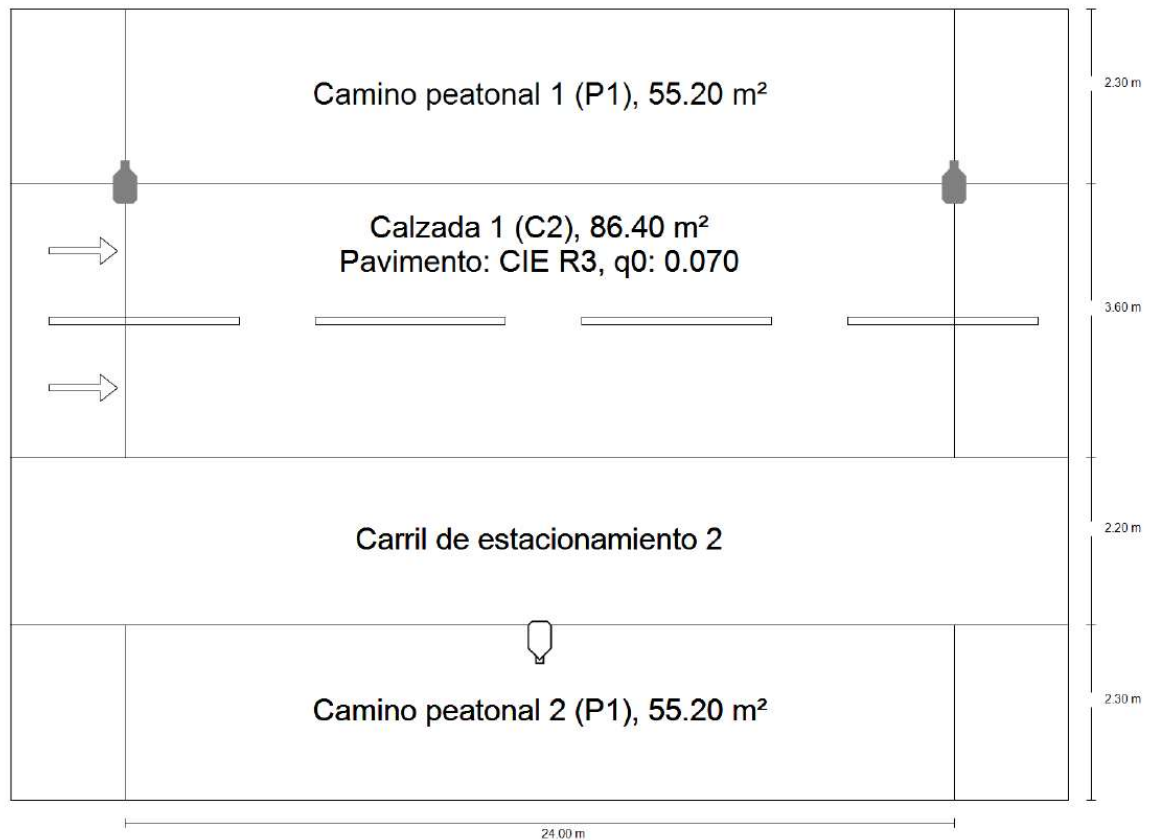 Camino peatonal 1 (P1), 55.20 m²
2.30 m
Calzada 1 (C2), 86.40 m²
Pavimento: CIE R3, q0: 0.070
3.60 m
Carril de estacionamiento 2
2.20 m
Camino peatonal 2 (P1), 55.20 m²
2.30 m
24.00 m